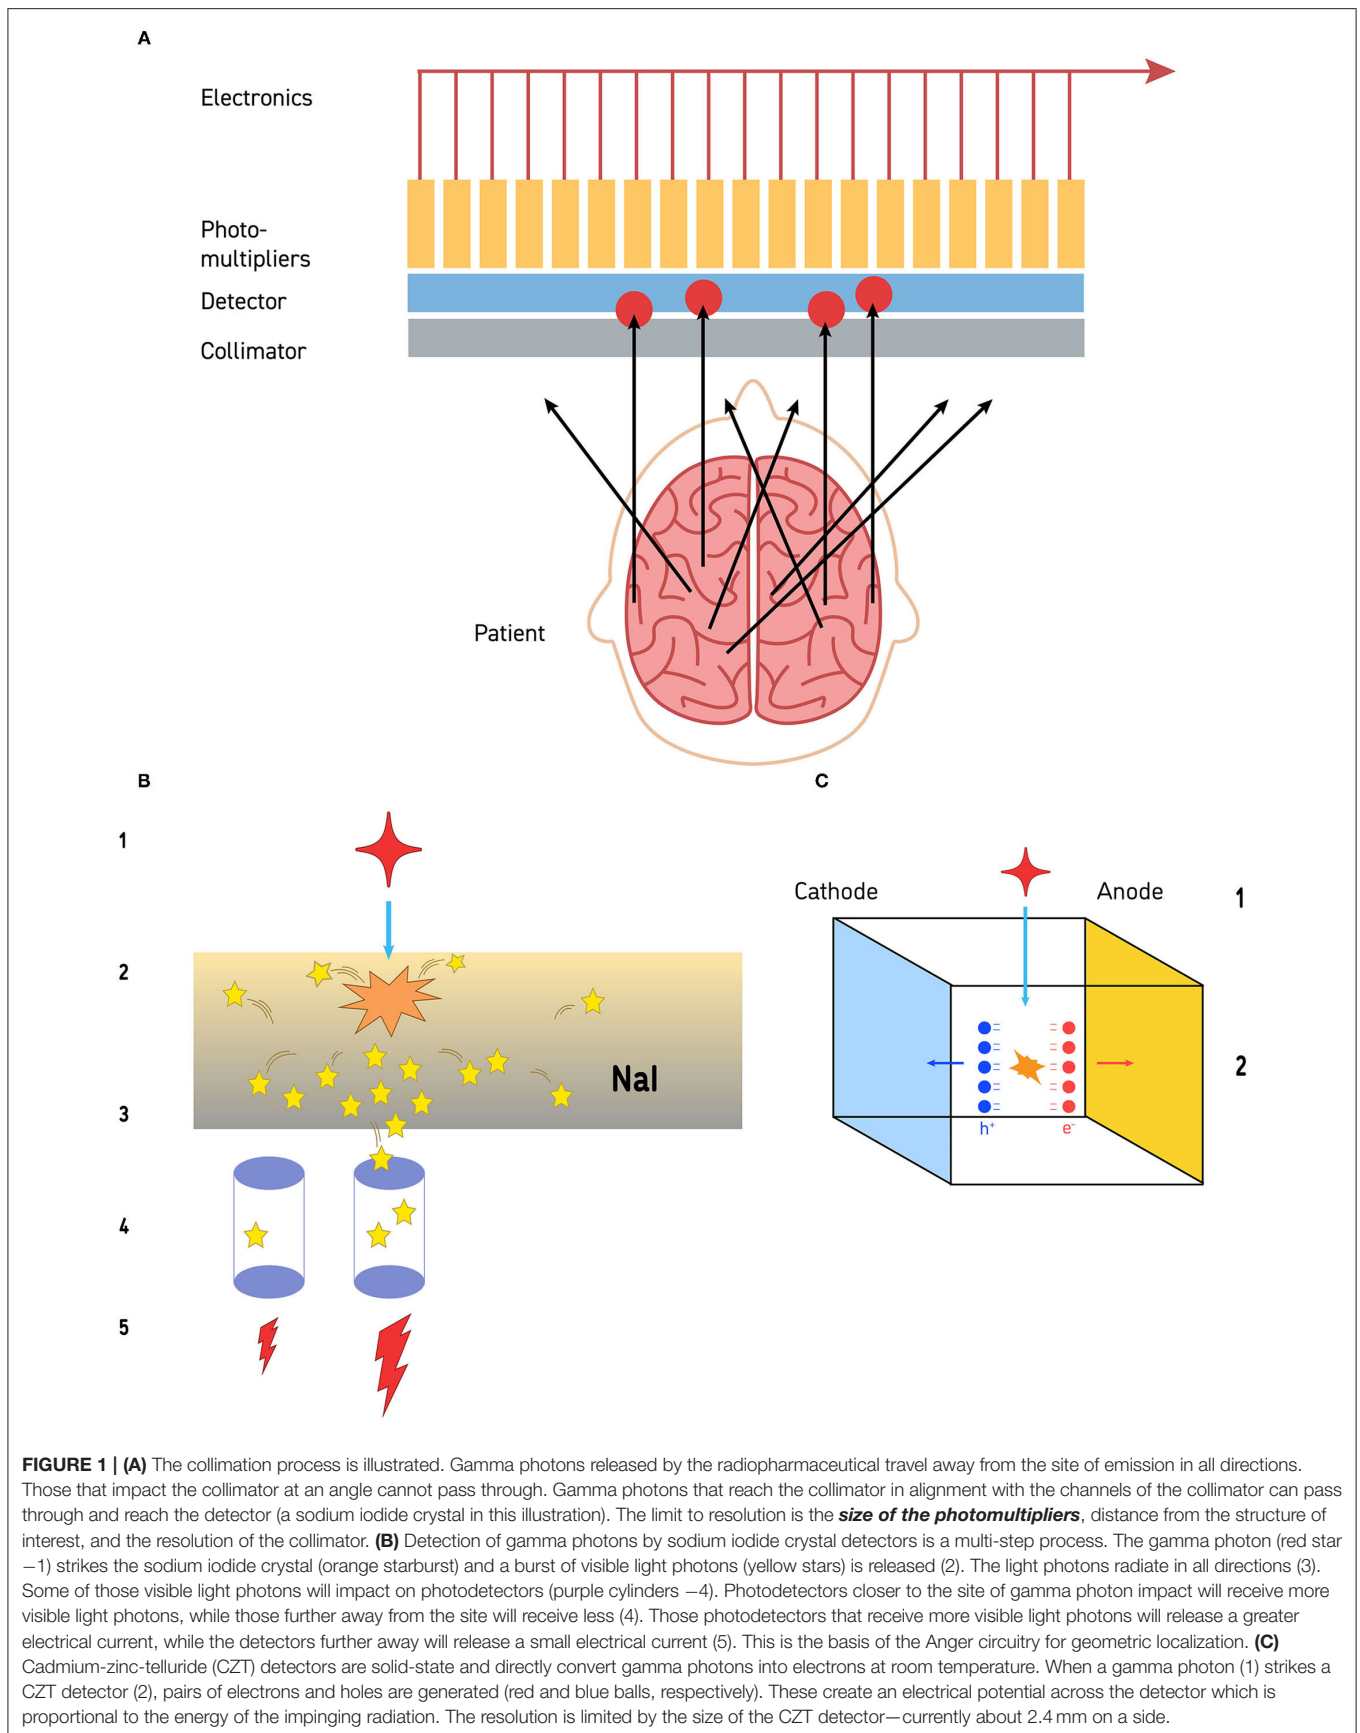 A
Electronics
Photo-
multipliers
Detector
Collimator
Patient
B
C
1
2
3
4
5
NaI
Cathode
Anode
1
2
h+
e-
FIGURE 1 | (A) The collimation process is illustrated. Gamma photons released by the radiopharmaceutical travel away from the site of emission in all directions.
Those that impact the collimator at an angle cannot pass through. Gamma photons that reach the collimator in alignment with the channels of the collimator can pass
through and reach the detector (a sodium iodide crystal in this illustration). The limit to resolution is the size of the photomultipliers, distance from the structure of
interest, and the resolution of the collimator. (B) Detection of gamma photons by sodium iodide crystal detectors is a multi-step process. The gamma photon (red star
−1) strikes the sodium iodide crystal (orange starburst) and a burst of visible light photons (yellow stars) is released (2). The light photons radiate in all directions (3).
Some of those visible light photons will impact on photodetectors (purple cylinders −4). Photodetectors closer to the site of gamma photon impact will receive more
visible light photons, while those further away from the site will receive less (4). Those photodetectors that receive more visible light photons will release a greater
electrical current, while the detectors further away will release a small electrical current (5). This is the basis of the Anger circuitry for geometric localization. (C)
Cadmium-zinc-telluride (CZT) detectors are solid-state and directly convert gamma photons into electrons at room temperature. When a gamma photon (1) strikes a
CZT detector (2), pairs of electrons and holes are generated (red and blue balls, respectively). These create an electrical potential across the detector which is
proportional to the energy of the impinging radiation. The resolution is limited by the size of the CZT detector—currently about 2.4 mm on a side.